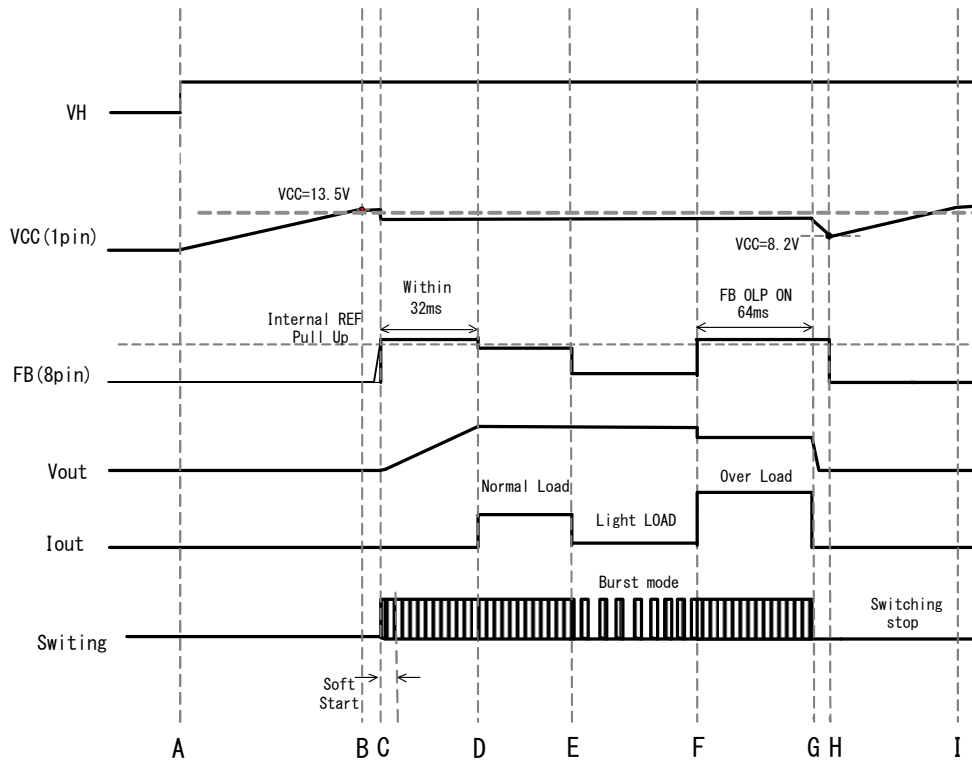 VH
VCC=13.5V
VCC(1pin)
VCC=8.2V
Within
32ms
FB OLP ON
64ms
Internal REF
Pull Up
FB(8pin)
Vout
Normal Load
Over Load
Light LOAD
Iout
Burst mode
Switching
stop
Switing
Soft
Start
A B C D E F G H I